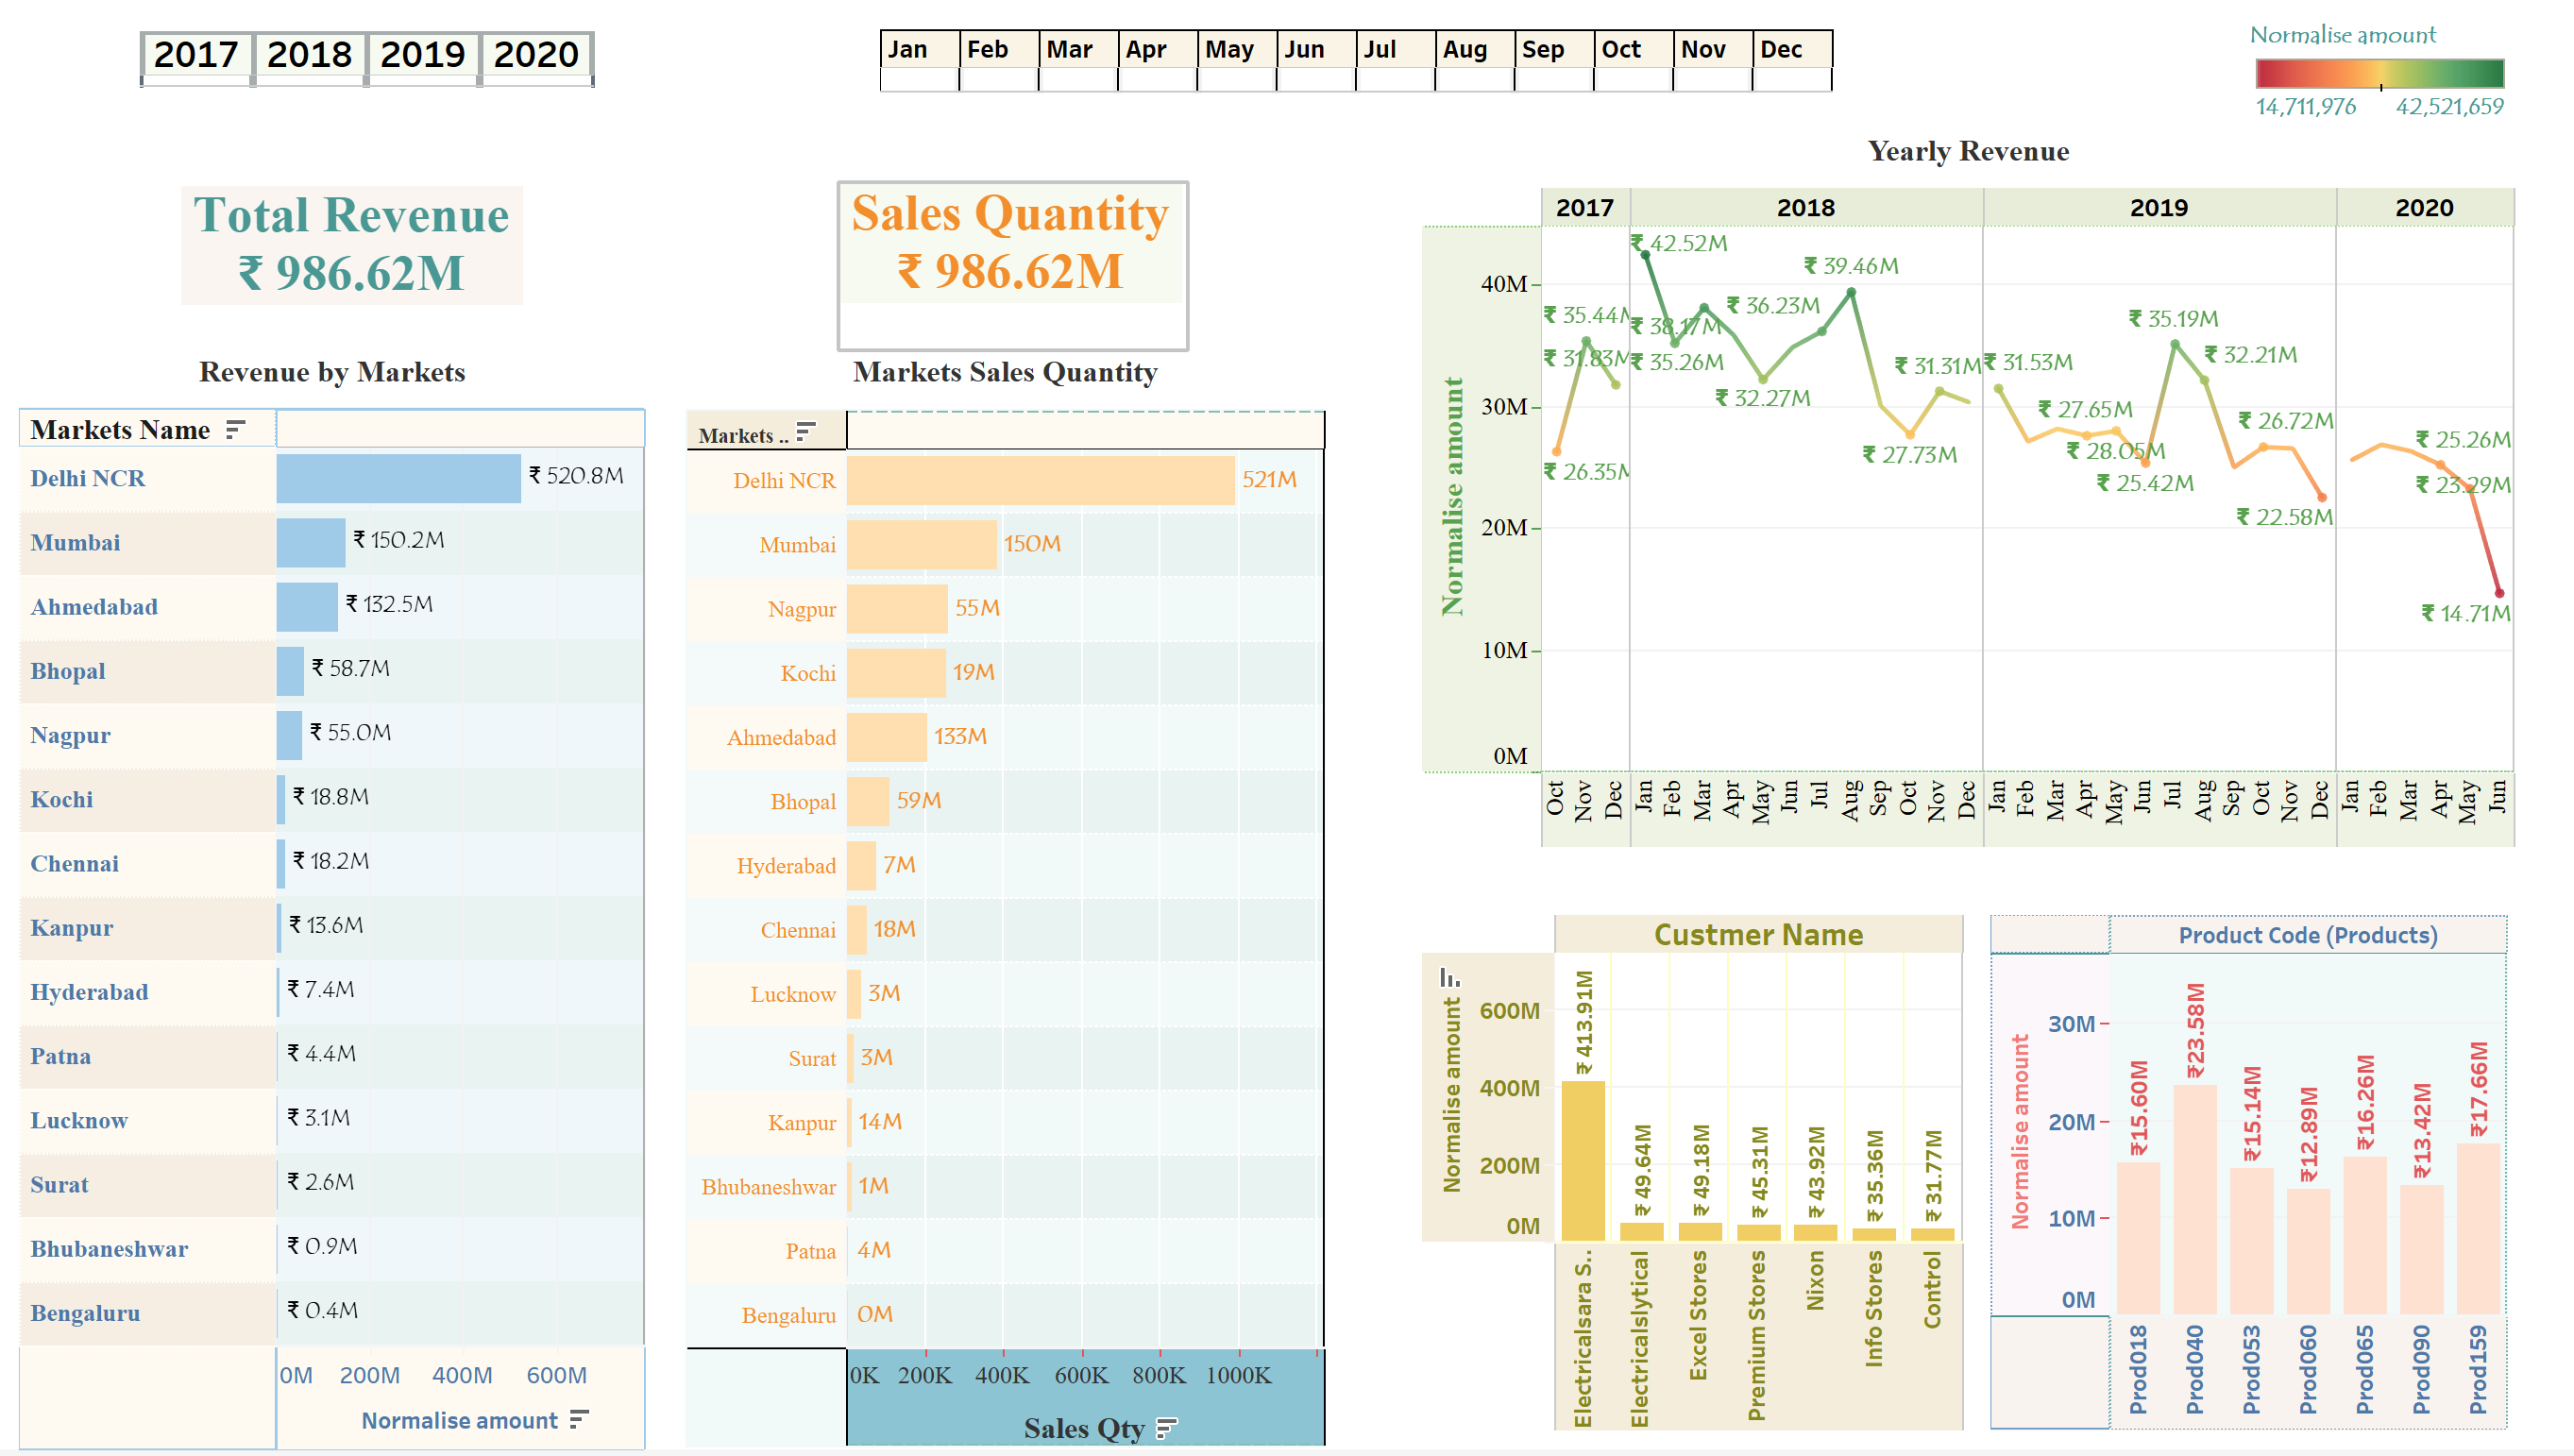 2017 2018 2019 2020
Jan Feb Mar Apr May Jun Jul Aug Sep Oct Nov Dec
Normalise amount
14,711,976 42,521,659
Total Revenue
₹ 986.62M
Sales Quantity
₹ 986.62M
Revenue by Markets
Markets Name
Delhi NCR ₹ 520.8M
Mumbai ₹ 150.2M
Ahmedabad ₹ 132.5M
Bhopal ₹ 58.7M
Nagpur ₹ 55.0M
Kochi ₹ 18.8M
Chennai ₹ 18.2M
Kanpur ₹ 13.6M
Hyderabad ₹ 7.4M
Patna ₹ 4.4M
Lucknow ₹ 3.1M
Surat ₹ 2.6M
Bhubaneshwar ₹ 0.9M
Bengaluru ₹ 0.4M
0M 200M 400M 600M
Normalise amount
Markets Sales Quantity
Markets ..
Delhi NCR 521M
Mumbai 150M
Nagpur 55M
Kochi 19M
Ahmedabad 133M
Bhopal 59M
Hyderabad 7M
Chennai 18M
Lucknow 3M
Surat 3M
Kanpur 14M
Bhubaneshwar 1M
Patna 4M
Bengaluru 0M
0K 200K 400K 600K 800K 1000K
Sales Qty
Yearly Revenue
2017 2018 2019 2020
Normalise amount
40M
30M
20M
10M
0M
₹ 26.35M
₹ 35.44M
₹ 31.83M
₹ 42.52M
₹ 38.17M
₹ 35.26M
₹ 36.23M
₹ 32.27M
₹ 39.46M
₹ 27.73M
₹ 31.31M
₹ 31.53M
₹ 27.65M
₹ 28.05M
₹ 25.42M
₹ 35.19M
₹ 32.21M
₹ 26.72M
₹ 22.58M
₹ 25.26M
₹ 23.29M
₹ 14.71M
Oct Nov Dec Jan Feb Mar Apr May Jun Jul Aug Sep Oct Nov Dec Jan Feb Mar Apr May Jun Jul Aug Sep Oct Nov Dec Jan Feb Mar Apr May Jun
Custmer Name
Normalise amount
600M
400M
200M
0M
₹ 413.91M
₹ 49.64M
₹ 49.18M
₹ 45.31M
₹ 43.92M
₹ 35.36M
₹ 31.77M
Electricalsara S..
Electricalslytical
Excel Stores
Premium Stores
Nixon
Info Stores
Control
Product Code (Products)
Normalise amount
30M
20M
10M
0M
₹15.60M
₹23.58M
₹15.14M
₹12.89M
₹16.26M
₹13.42M
₹17.66M
Prod018
Prod040
Prod053
Prod060
Prod065
Prod090
Prod159